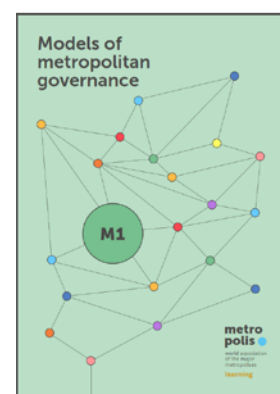 Models of
metropolitan
governance
M1
metro
polis
world association
of the major
metropolises
learning